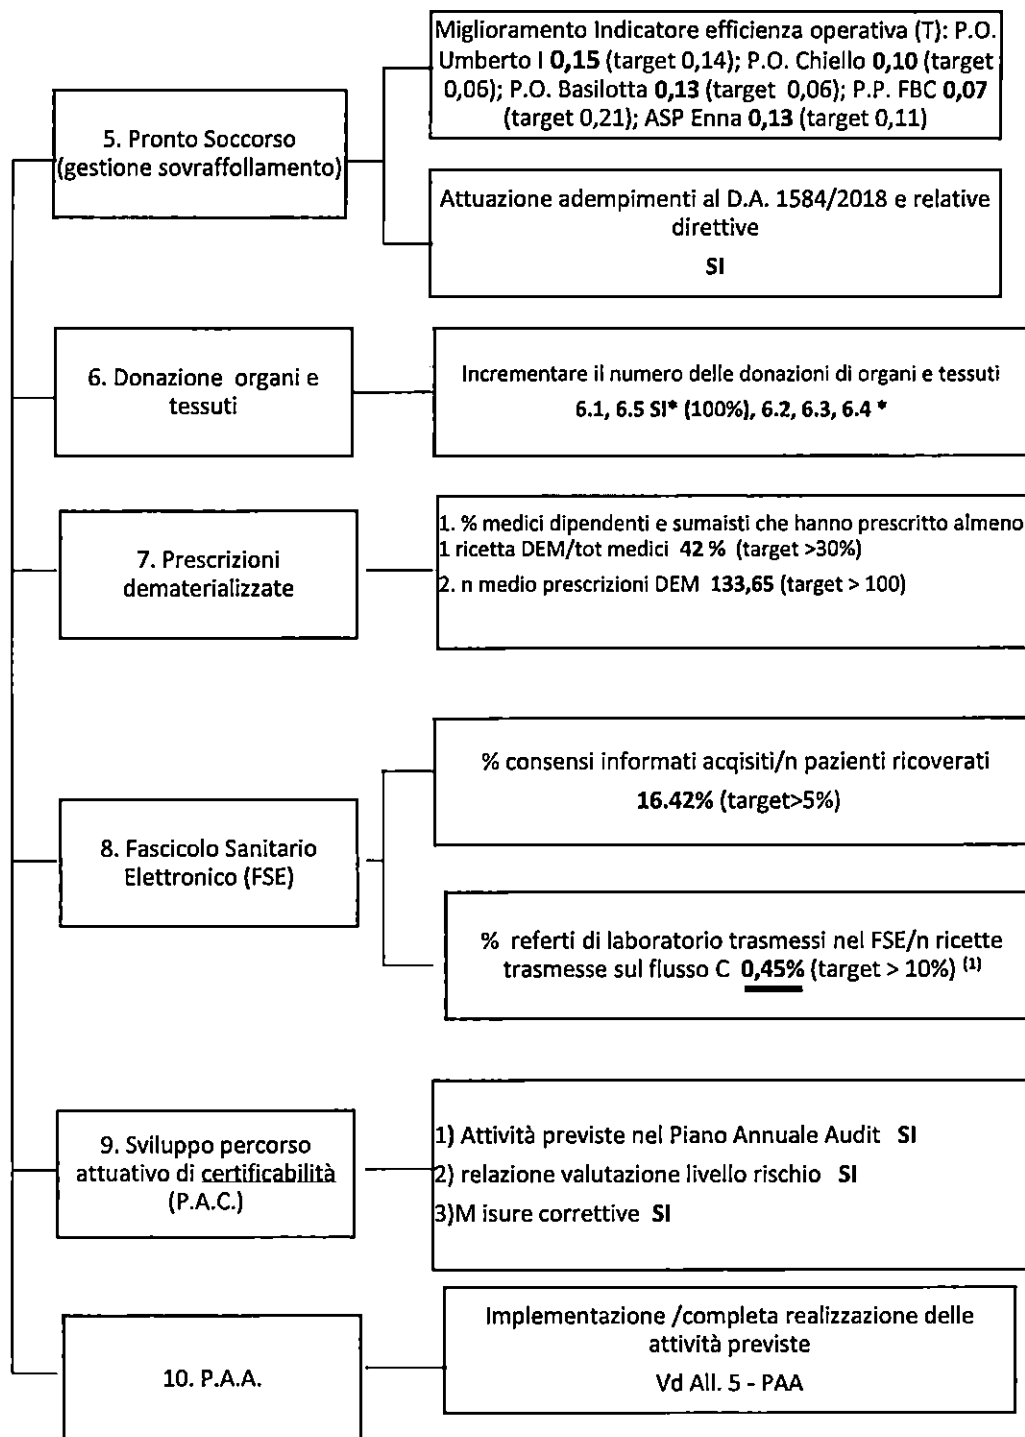 Miglioramento Indicatore efficienza operativa (T): P.O.
Umberto I 0,15 (target 0,14); P.O. Chiello 0,10 (target
0,06); P.O. Basilotta 0,13 (target 0,06); P.P. FBC 0,07
(target 0,21); ASP Enna 0,13 (target 0,11)
5. Pronto Soccorso
(gestione sovraffollamento)
Attuazione adempimenti al D.A. 1584/2018 e relative
direttive
SI
6. Donazione organi e
tessuti
Incrementare il numero delle donazioni di organi e tessuti
6.1, 6.5 SI* (100%), 6.2, 6.3, 6.4 *
7. Prescrizioni
dematerializzate
1. % medici dipendenti e sumaisti che hanno prescritto almeno
1 ricetta DEM/tot medici 42 % (target >30%)
2. n medio prescrizioni DEM 133,65 (target > 100)
8. Fascicolo Sanitario
Elettronico (FSE)
% consensi informati acqisiti/n pazienti ricoverati
16.42% (target>5%)
% referti di laboratorio trasmessi nel FSE/n ricette
trasmesse sul flusso C 0,45% (target > 10%) (1)
9. Sviluppo percorso
attuativo di certificabilità
(P.A.C.)
1) Attività previste nel Piano Annuale Audit SI
2) relazione valutazione livello rischio SI
3)M isure correttive SI
10. P.A.A.
Implementazione /completa realizzazione delle
attività previste
Vd All. 5 - PAA